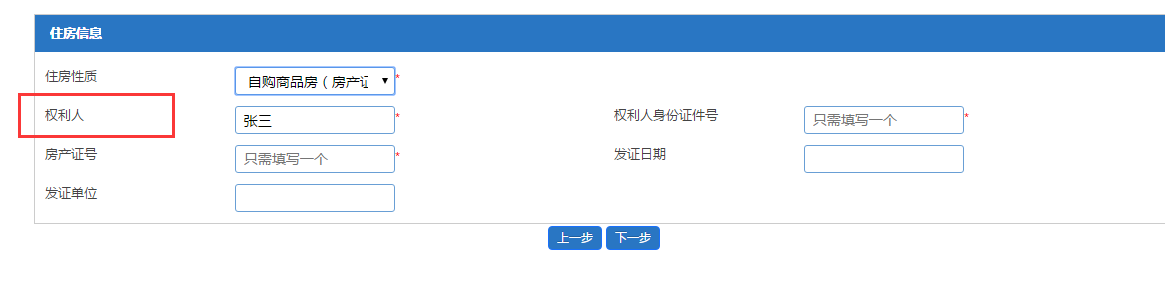 住房信息
住房性质 自购商品房（房产证 *
权利人 张三 * 权利人身份证件号 只需填写一个 *
房产证号 只需填写一个 * 发证日期
发证单位
上一步 下一步